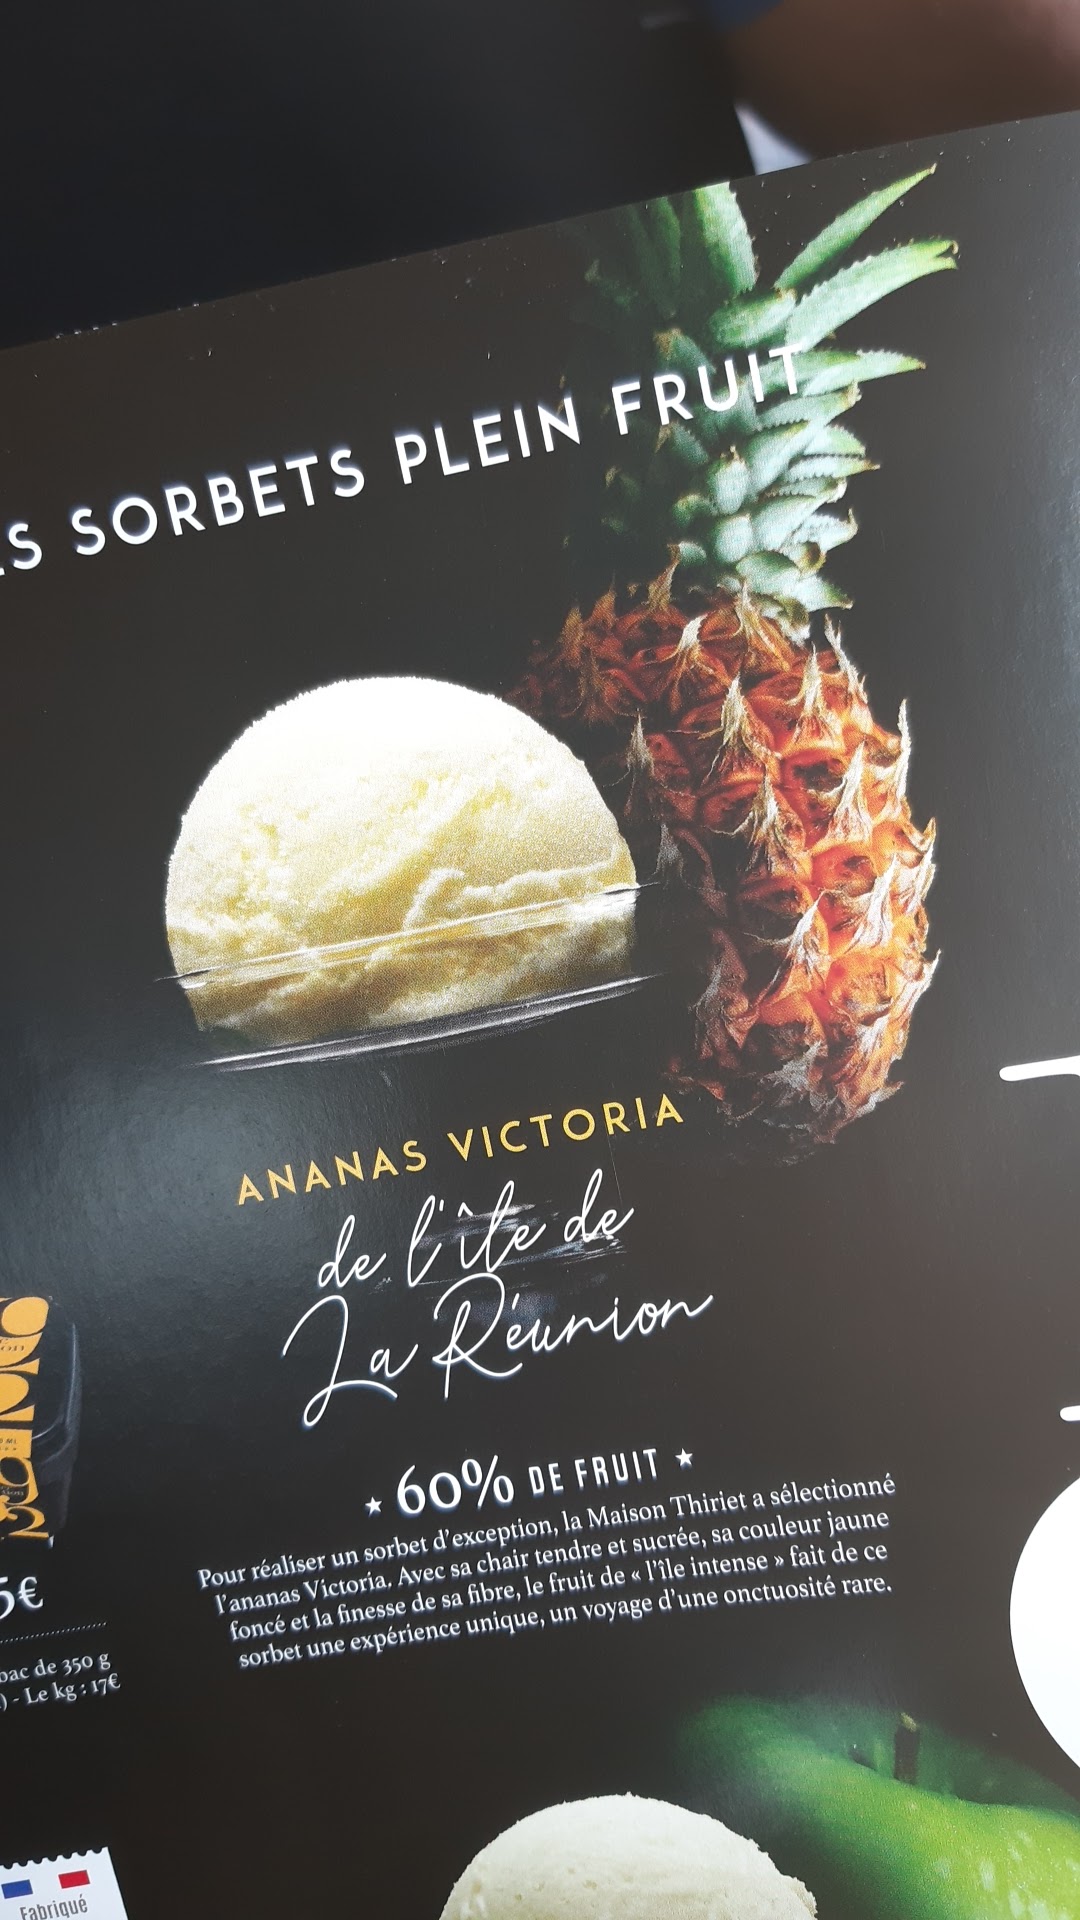 SORBETS PLEIN FRUIT
ANANAS VICTORIA
de l'île de
La Réunion
★ 60% DE FRUIT ★
Pour réaliser un sorbet d'exception, la Maison Thiriet a sélectionné
l'ananas Victoria. Avec sa chair tendre et sucrée, sa couleur jaune
foncé et la finesse de sa fibre, le fruit de « l'île intense » fait de ce
sorbet une expérience unique, un voyage d'une onctuosité rare.
5€
de 350 g
) - Le kg : 17€
Fabriqué